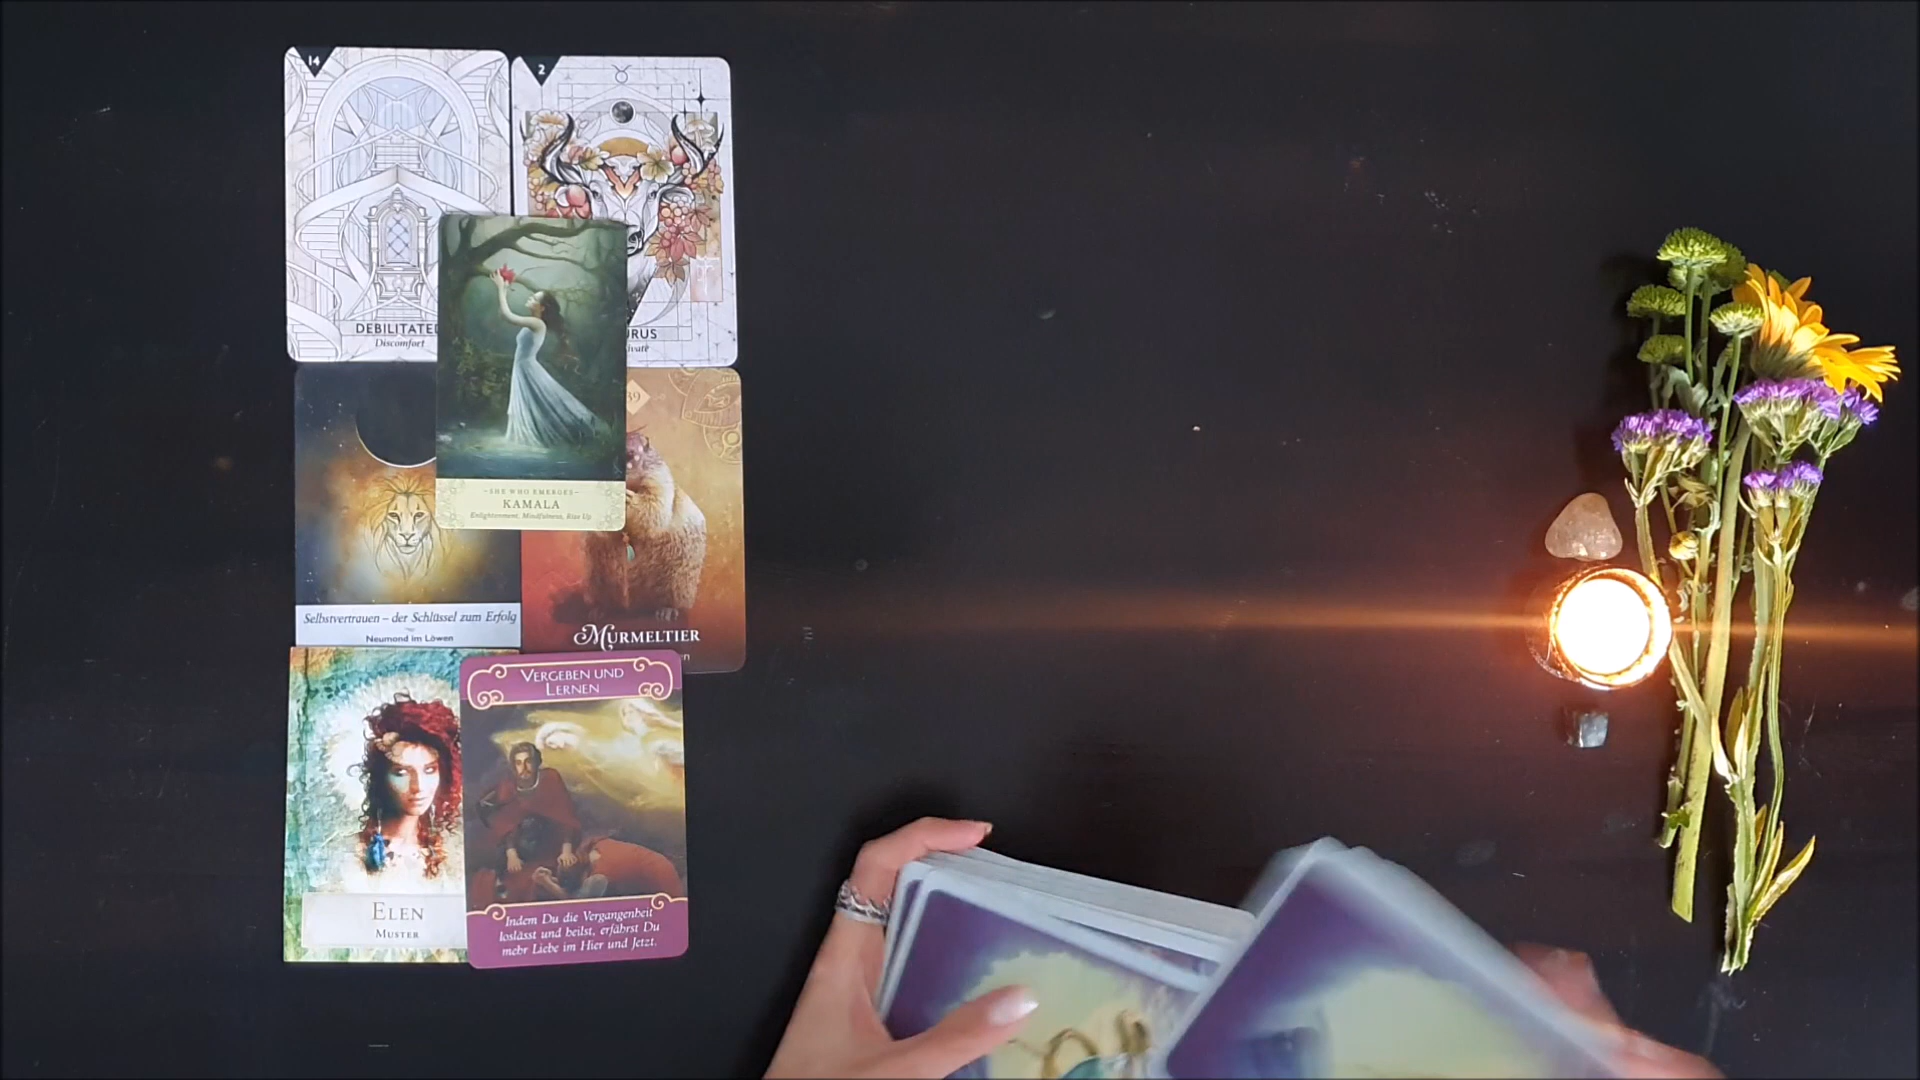 14
DEBILITATED
Discomfort
2
SHE WHO EMERGES
KAMALA
Enlightenment, Mindfulness, Rise Up
Selbstvertrauen – der Schlüssel zum Erfolg
Neumond im Löwen
39
MURMELTIER
ELEN
MUSTER
VERGEBEN UND
LERNEN
Indem Du die Vergangenheit
loslässt und heilst, erfährst Du
mehr Liebe im Hier und Jetzt.